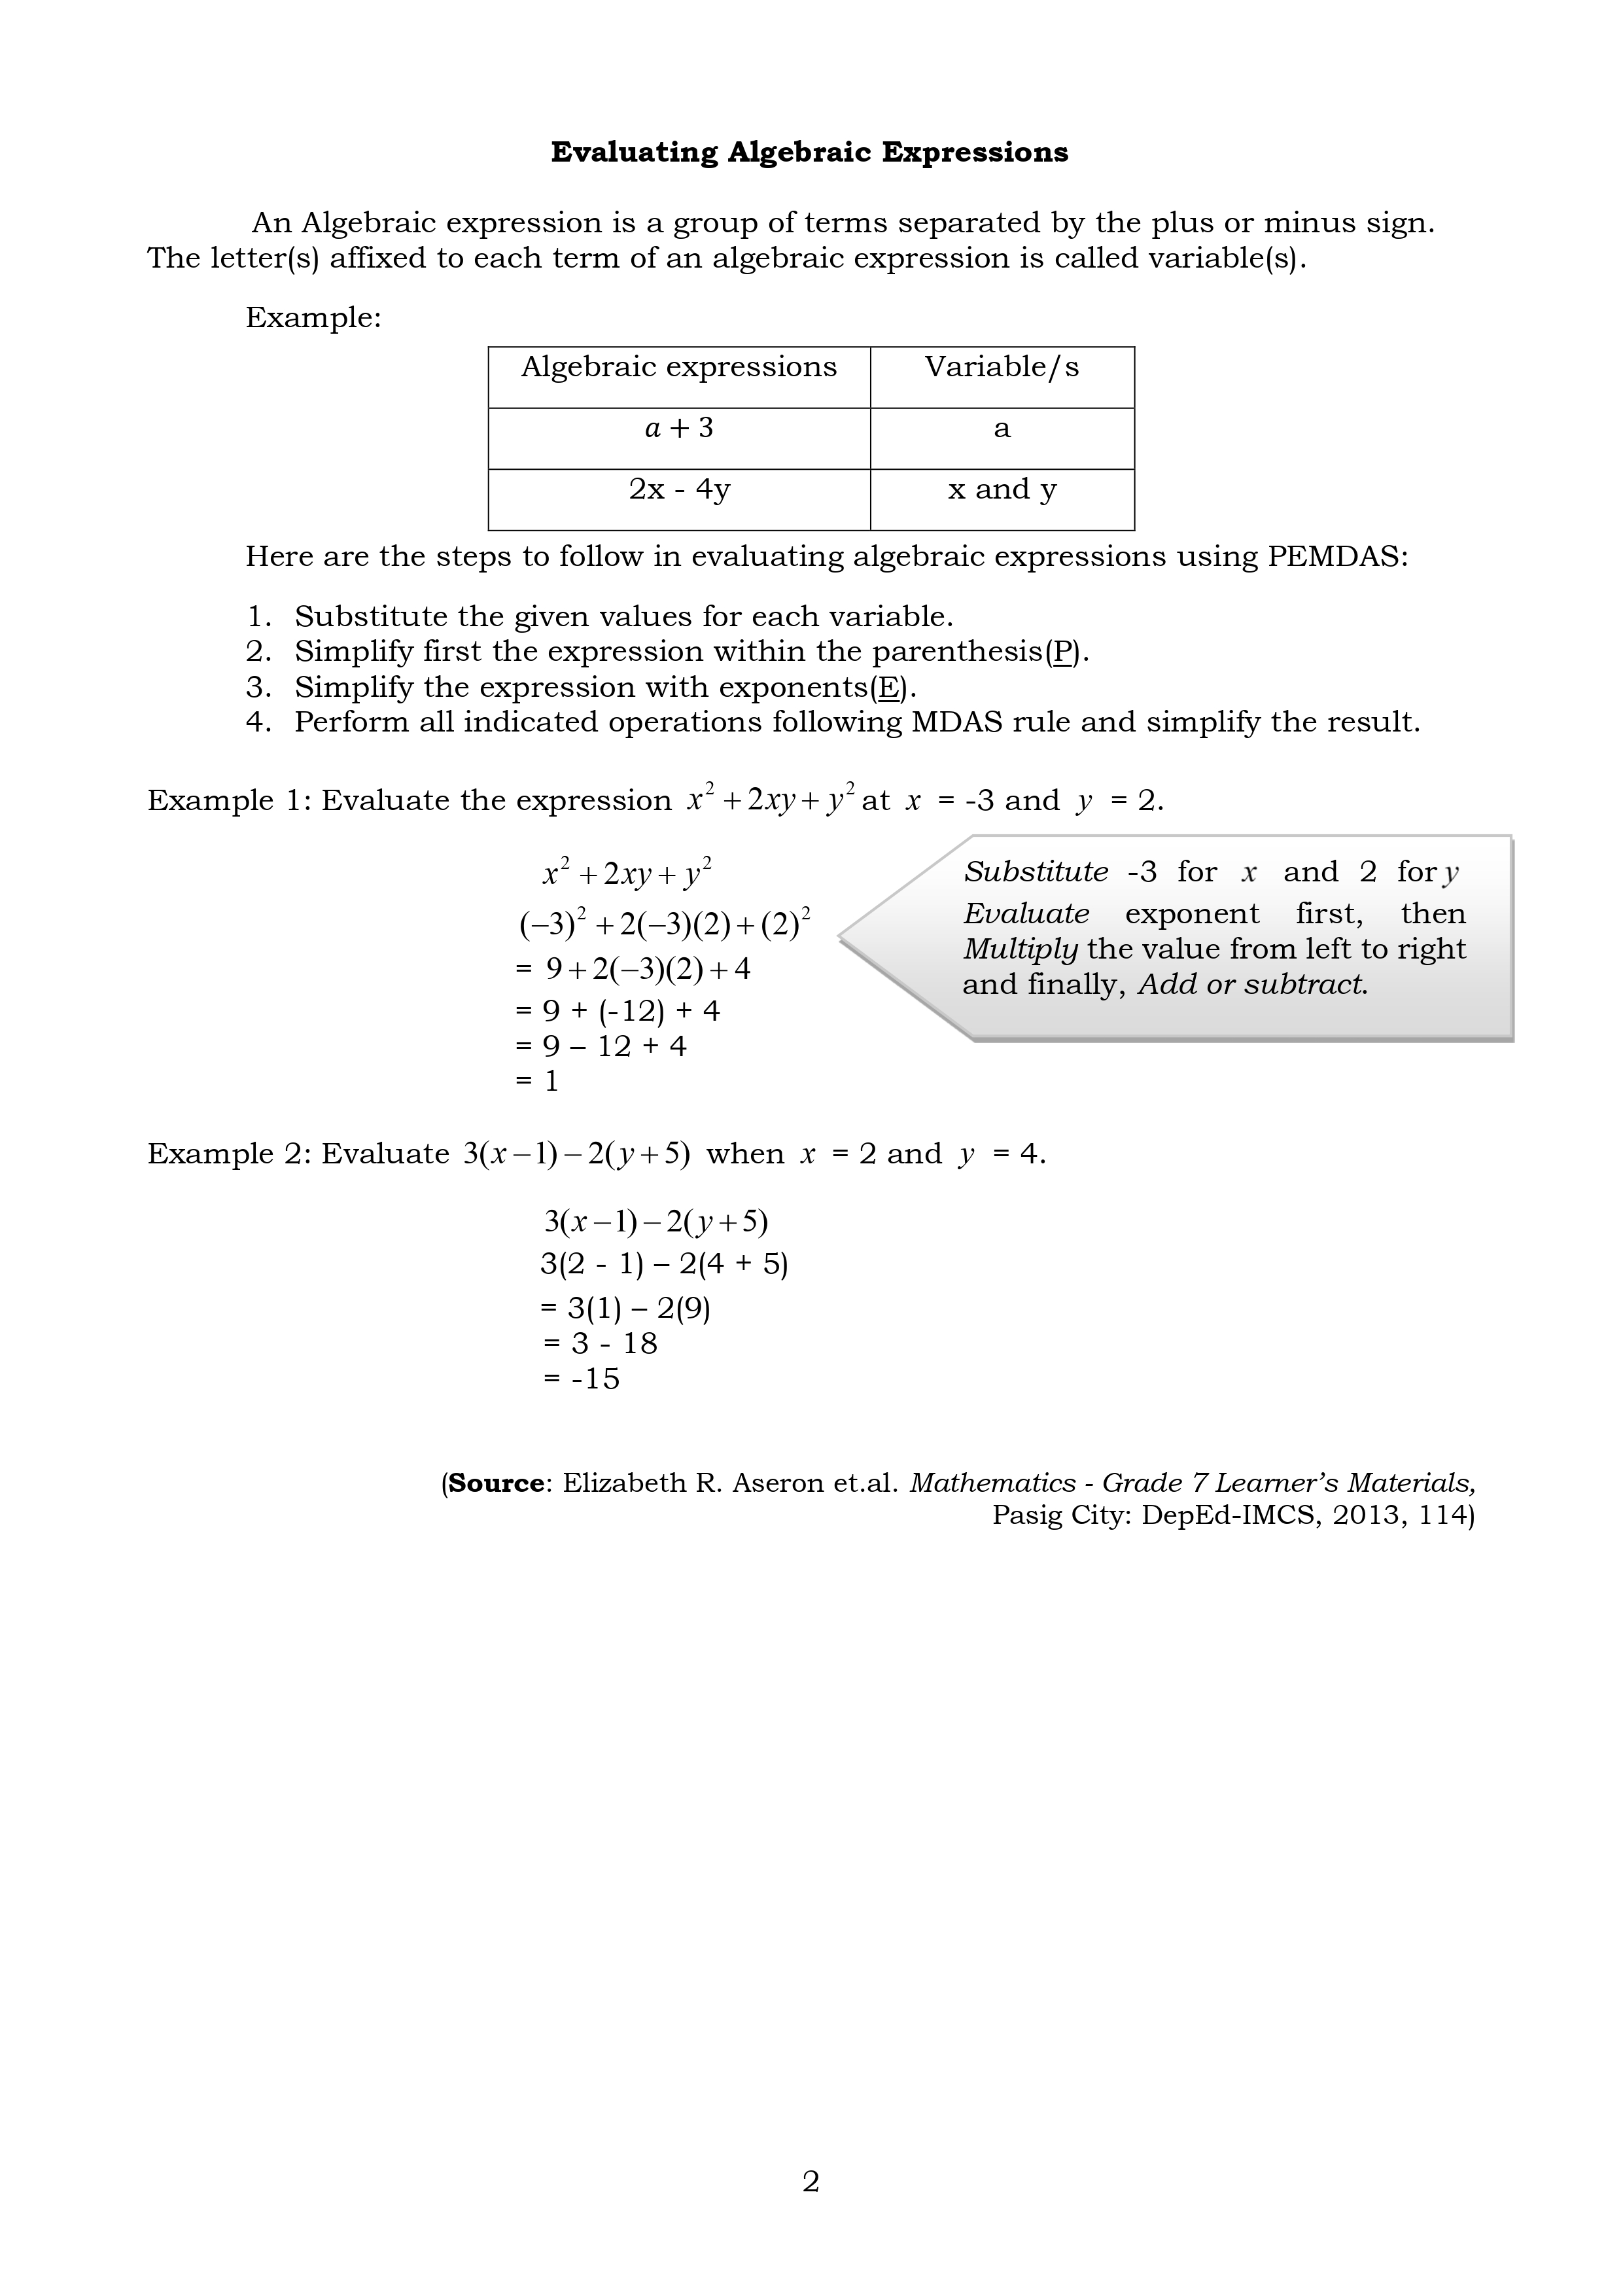 Evaluating Algebraic Expressions
An Algebraic expression is a group of terms separated by the plus or minus sign.
The letter(s) affixed to each term of an algebraic expression is called variable(s).
Example:
Algebraic expressions Variable/s
a + 3 a
2x - 4y x and y
Here are the steps to follow in evaluating algebraic expressions using PEMDAS:
1. Substitute the given values for each variable.
2. Simplify first the expression within the parenthesis(P).
3. Simplify the expression with exponents(E).
4. Perform all indicated operations following MDAS rule and simplify the result.
Example 1: Evaluate the expression x² + 2xy + y² at x = -3 and y = 2.
x² + 2xy + y²
(−3)² + 2(−3)(2) + (2)²
= 9 + 2(−3)(2) + 4
= 9 + (-12) + 4
= 9 – 12 + 4
= 1
Substitute -3 for x and 2 for y
Evaluate exponent first, then
Multiply the value from left to right
and finally, Add or subtract.
Example 2: Evaluate 3(x − 1) − 2(y + 5) when x = 2 and y = 4.
3(x − 1) − 2(y + 5)
3(2 - 1) – 2(4 + 5)
= 3(1) – 2(9)
= 3 - 18
= -15
(Source: Elizabeth R. Aseron et.al. Mathematics - Grade 7 Learner’s Materials,
Pasig City: DepEd-IMCS, 2013, 114)
2